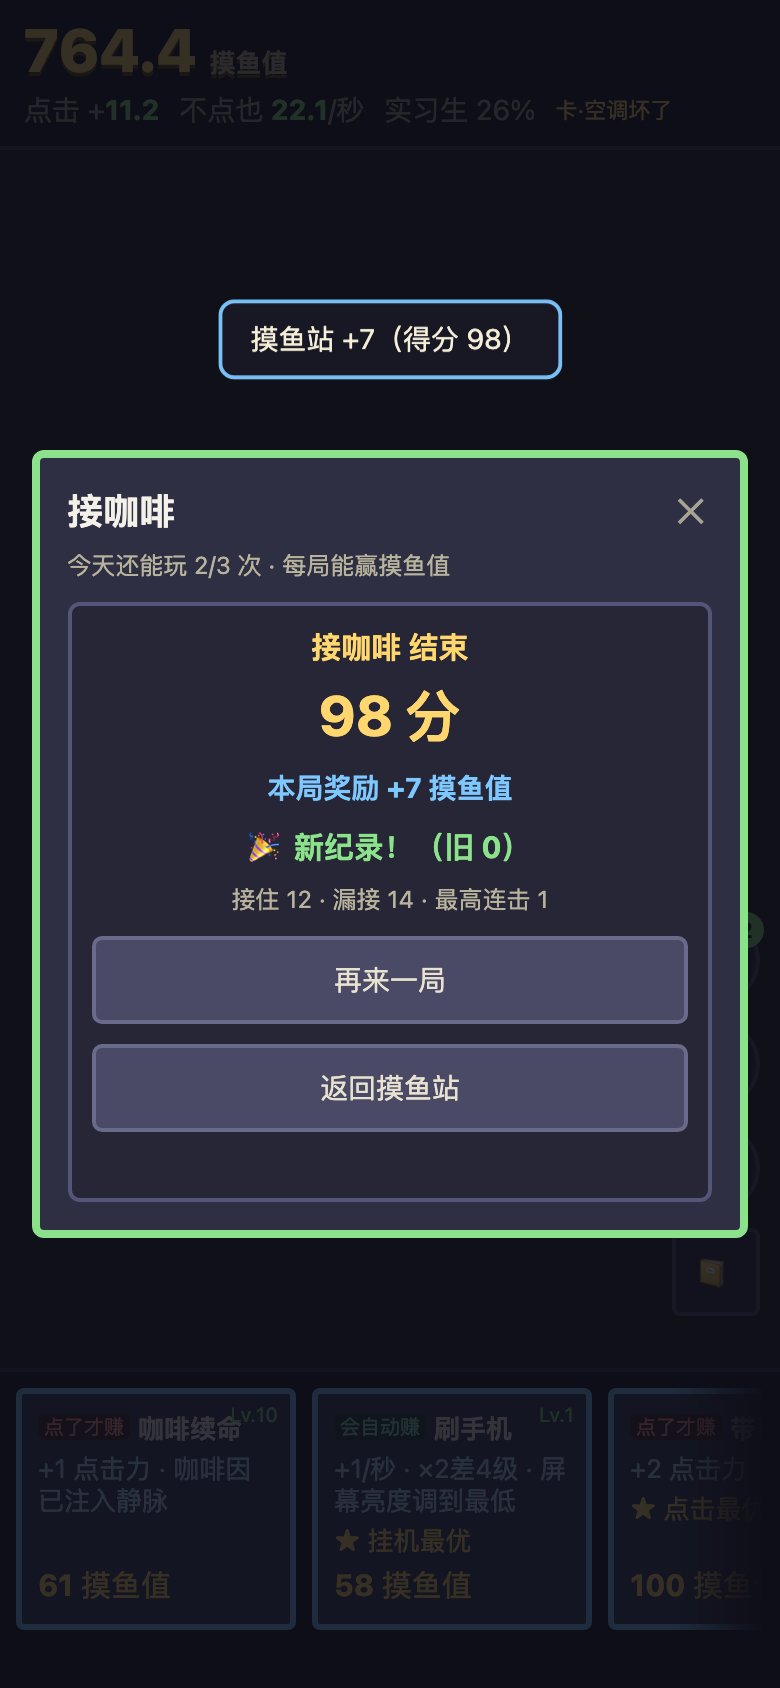 764.4 摸鱼值
点击 +11.2 不点也 22.1/秒 实习生 26% 卡·空调坏了
摸鱼站 +7（得分 98）
接咖啡
今天还能玩 2/3 次 · 每局能赢摸鱼值
接咖啡 结束
98 分
本局奖励 +7 摸鱼值
🎉 新纪录！（旧 0）
接住 12 · 漏接 14 · 最高连击 1
再来一局
返回摸鱼站
点了才赚 咖啡续命 Lv.10
+1 点击力 · 咖啡因
已注入静脉
61 摸鱼值
会自动赚 刷手机 Lv.1
+1/秒 · ×2差4级 · 屏
幕亮度调到最低
★ 挂机最优
58 摸鱼值
点了才赚 带
+2 点击力
★ 点击最优
100 摸鱼